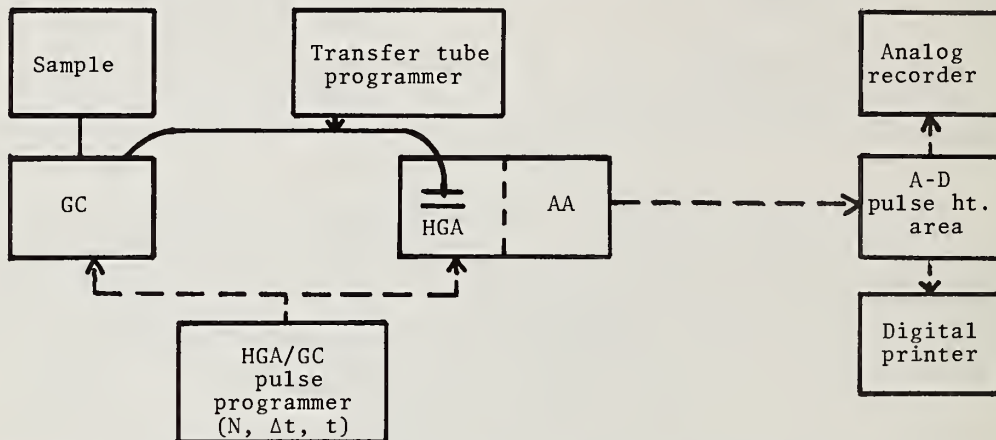 Sample
Transfer tube
programmer
Analog
recorder
GC
HGA
AA
A-D
pulse ht.
area
HGA/GC
pulse
programmer
(N, Δt, t)
Digital
printer